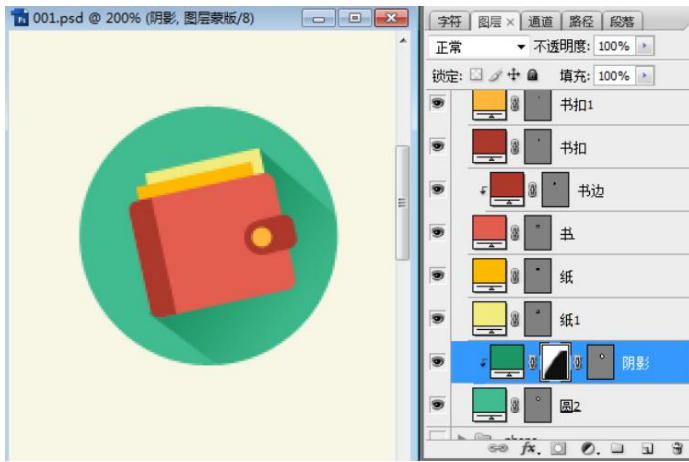 001.psd @ 200% (阴影, 图层蒙版/8)
字符 图层 × 通道 路径 段落
正常 不透明度: 100%
锁定: 填充: 100%
书扣1
书扣
书边
书
纸
纸1
阴影
圆2
fx.